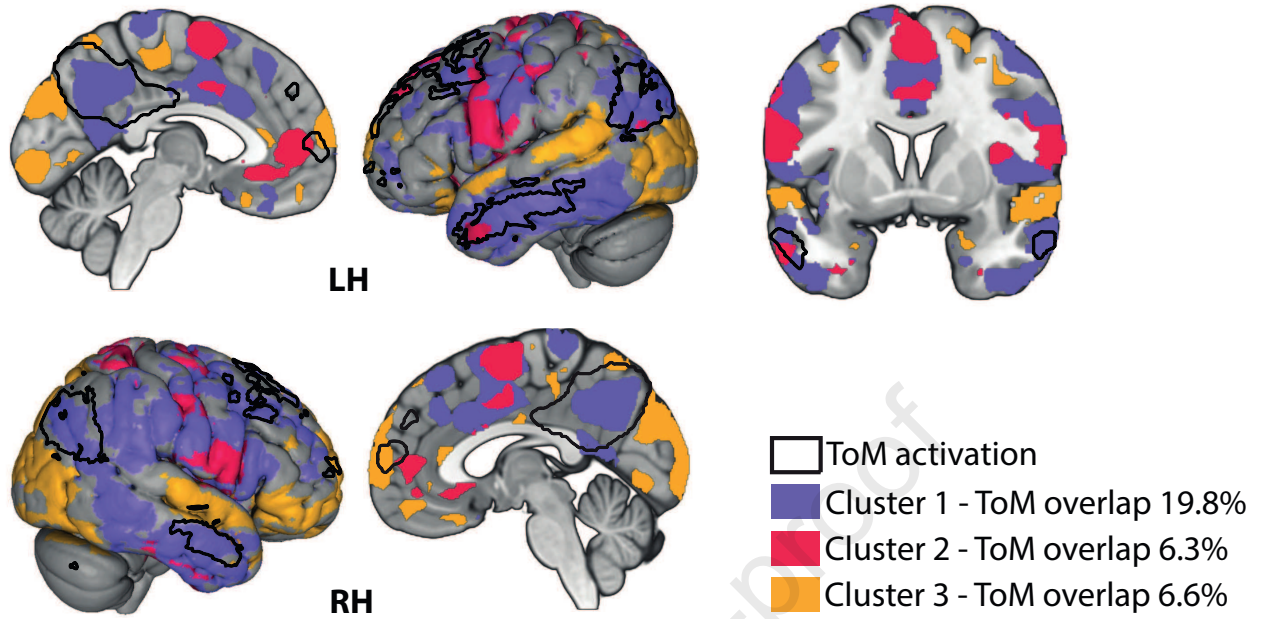 LH
RH
ToM activation
Cluster 1 - ToM overlap 19.8%
Cluster 2 - ToM overlap 6.3%
Cluster 3 - ToM overlap 6.6%